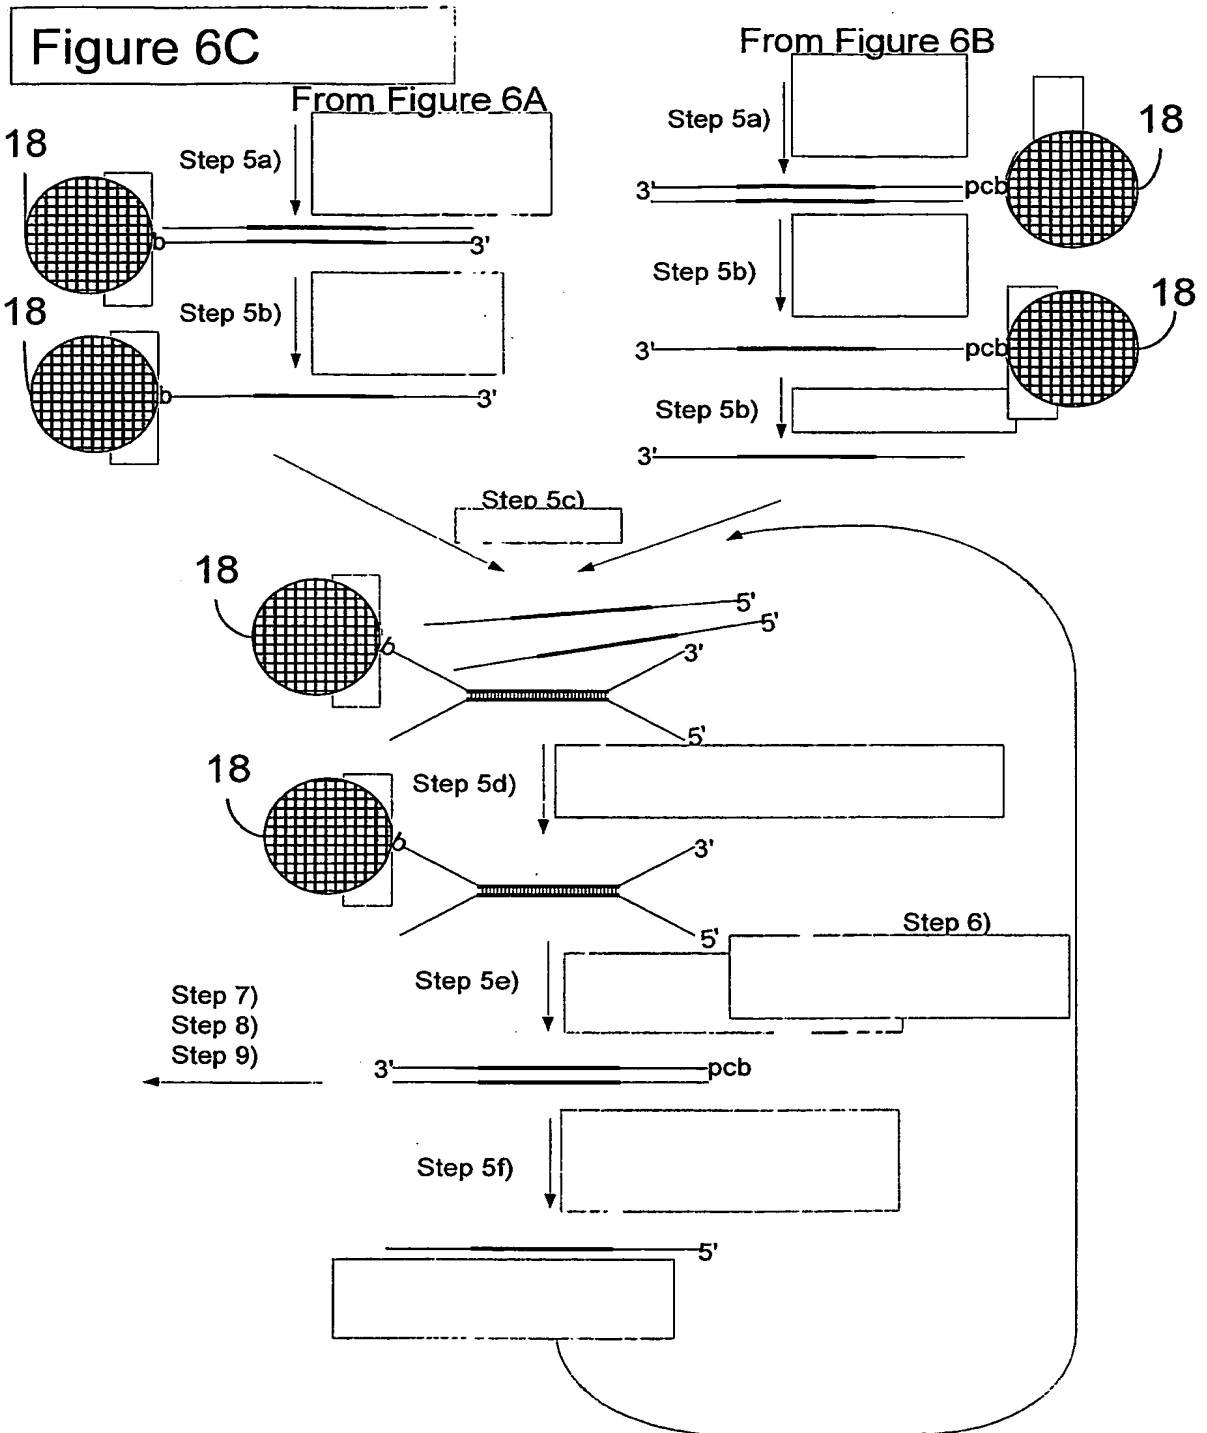 Figure 6C
From Figure 6A
From Figure 6B
18
Step 5a)
b
3'
18
Step 5b)
b
3'
Step 5a)
18
3'
pcb
Step 5b)
18
3'
pcb
Step 5b)
3'
Step 5c)
18
b
5'
5'
3'
5'
18
Step 5d)
b
3'
5'
Step 6)
Step 5e)
Step 7)
Step 8)
Step 9)
3'
pcb
Step 5f)
5'